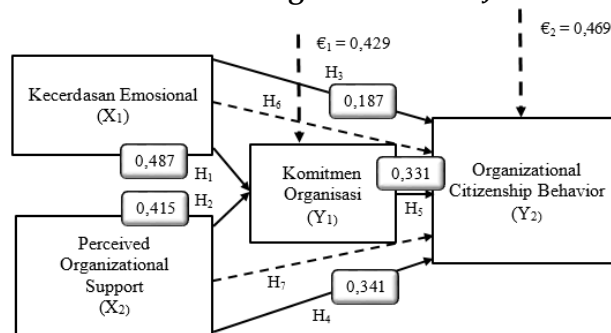 €1 = 0,429
€2 = 0,469
H3
0,187
Kecerdasan Emosional
(X1)
H6
0,487
H1
Komitmen
Organisasi
(Y1)
0,331
H5
Organizational
Citizenship Behavior
(Y2)
0,415
H2
Perceived
Organizational
Support
(X2)
H7
0,341
H4